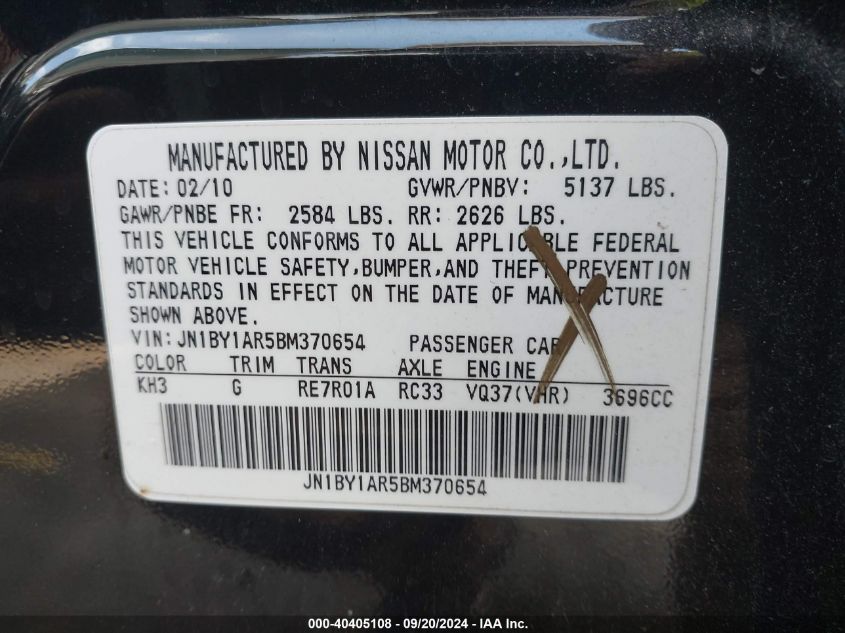 MANUFACTURED BY NISSAN MOTOR CO.,LTD.
DATE: 02/10 GVWR/PNBV: 5137 LBS.
GAWR/PNBE FR: 2584 LBS. RR: 2626 LBS.
THIS VEHICLE CONFORMS TO ALL APPLICABLE FEDERAL
MOTOR VEHICLE SAFETY,BUMPER,AND THEFT PREVENTION
STANDARDS IN EFFECT ON THE DATE OF MANUFACTURE
SHOWN ABOVE.
VIN: JN1BY1AR5BM370654 PASSENGER CAR
COLOR TRIM TRANS AXLE ENGINE
KH3 G RE7R01A RC33 VQ37(VHR) 3696CC
JN1BY1AR5BM370654
000-40405108 - 09/20/2024 - IAA Inc.